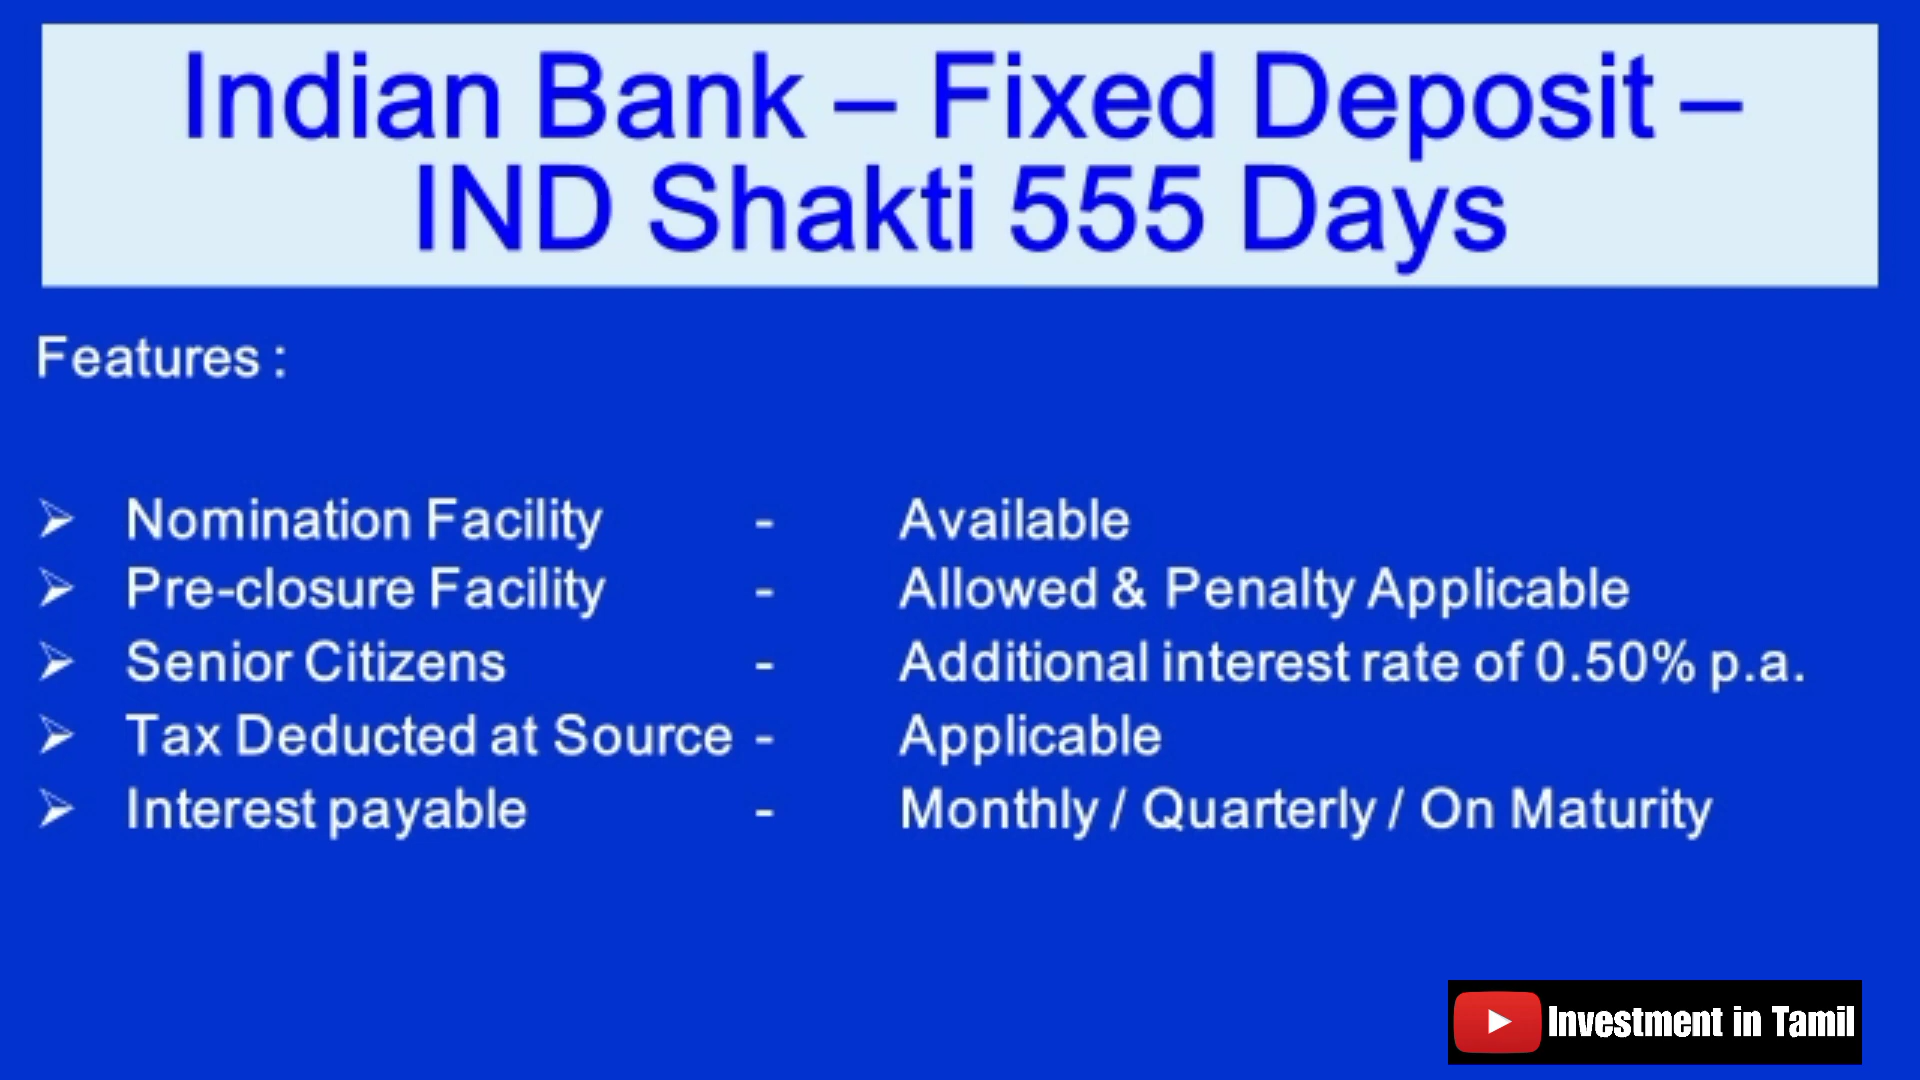 Indian Bank – Fixed Deposit –
IND Shakti 555 Days
Features :
➢ Nomination Facility - Available
➢ Pre-closure Facility - Allowed & Penalty Applicable
➢ Senior Citizens - Additional interest rate of 0.50% p.a.
➢ Tax Deducted at Source - Applicable
➢ Interest payable - Monthly / Quarterly / On Maturity
Investment in Tamil